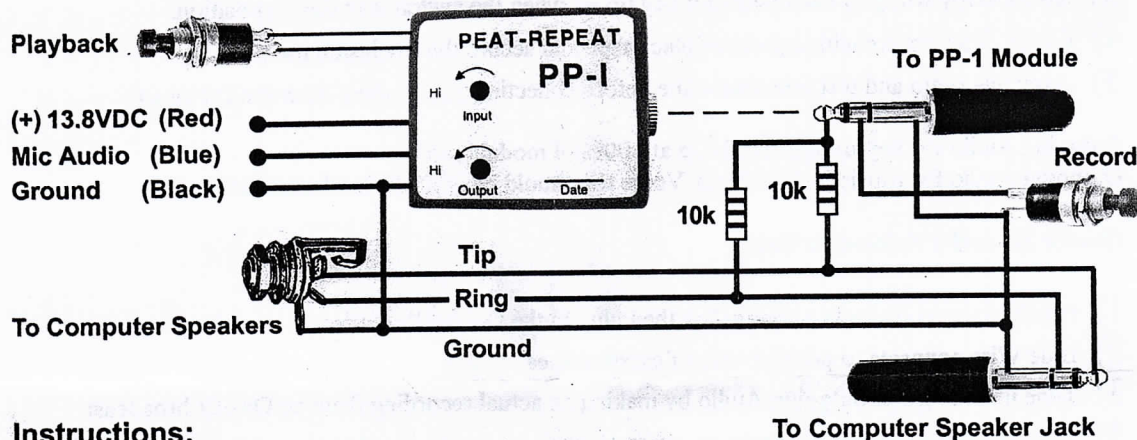 Playback
PEAT-REPEAT
PP-I
Hi
Input
Hi
Output Date
(+) 13.8VDC (Red)
Mic Audio (Blue)
Ground (Black)
To PP-1 Module
Record
10k
10k
Tip
Ring
Ground
To Computer Speakers
To Computer Speaker Jack
Instructions: